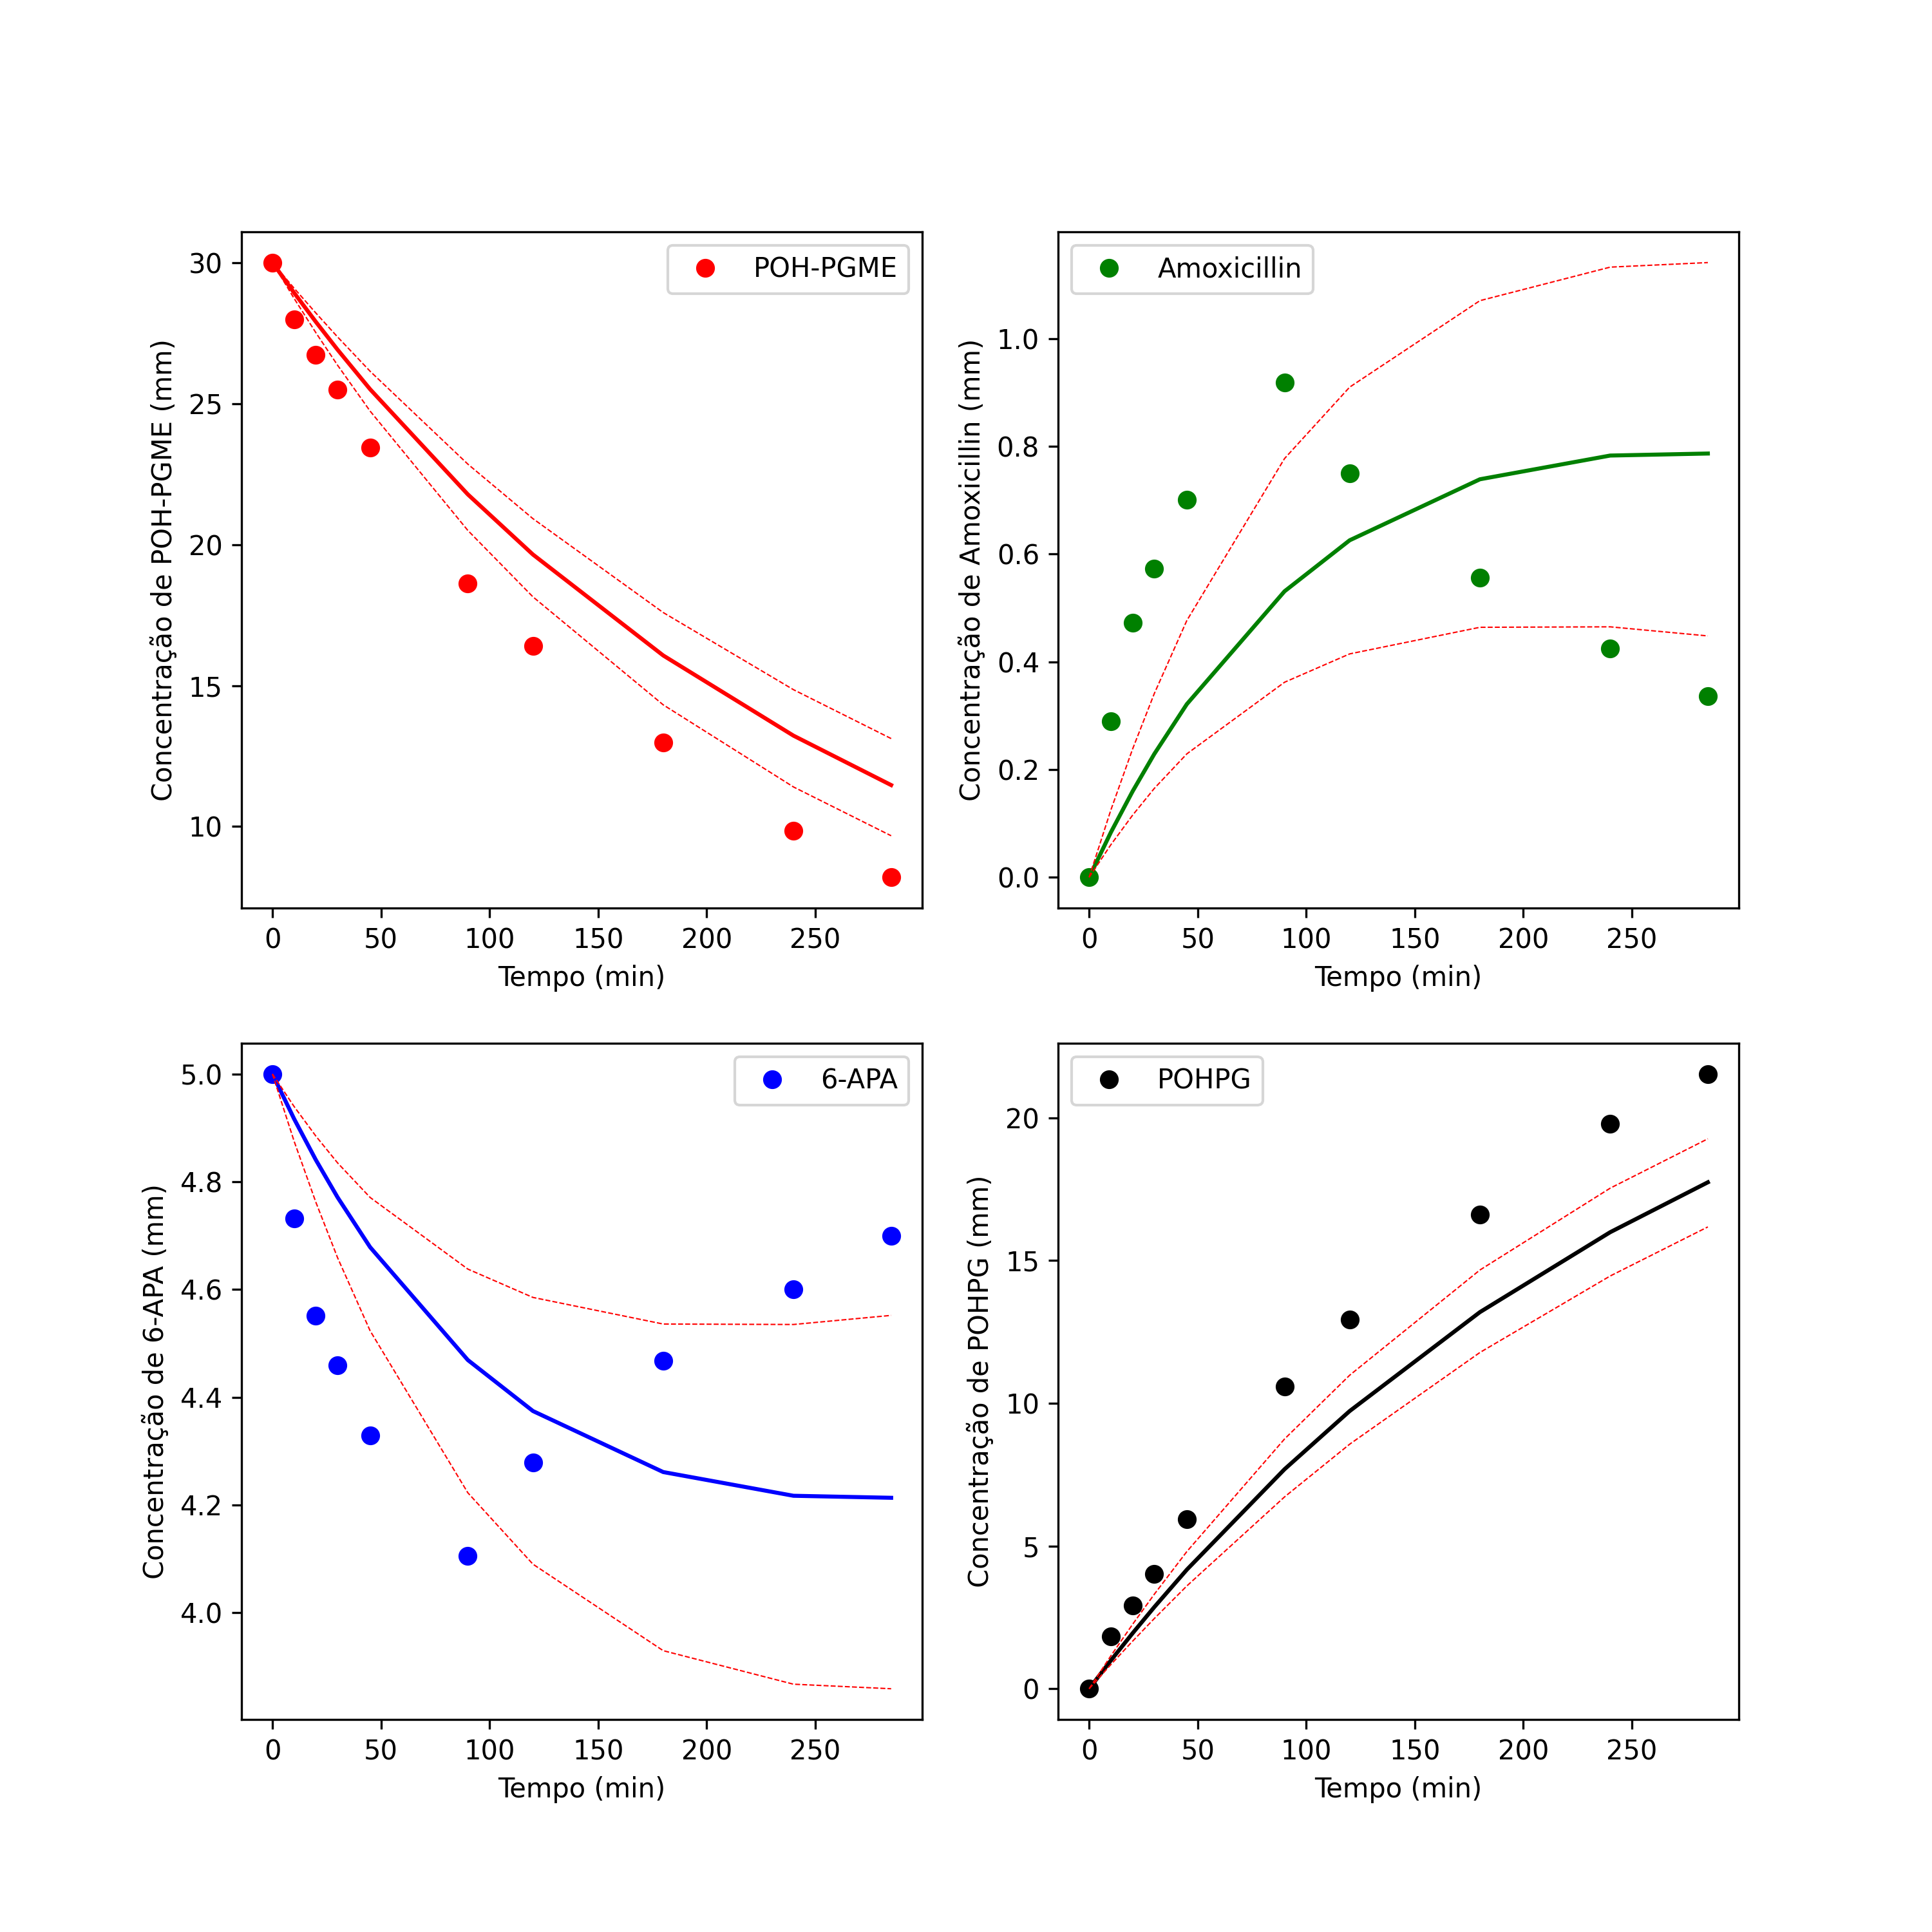 POH-PGME
Concentração de POH-PGME (mm)
30
25
20
15
10
0 50 100 150 200 250
Tempo (min)
Amoxicillin
Concentração de Amoxicillin (mm)
1.0
0.8
0.6
0.4
0.2
0.0
0 50 100 150 200 250
Tempo (min)
6-APA
Concentração de 6-APA (mm)
5.0
4.8
4.6
4.4
4.2
4.0
0 50 100 150 200 250
Tempo (min)
POHPG
Concentração de POHPG (mm)
20
15
10
5
0
0 50 100 150 200 250
Tempo (min)